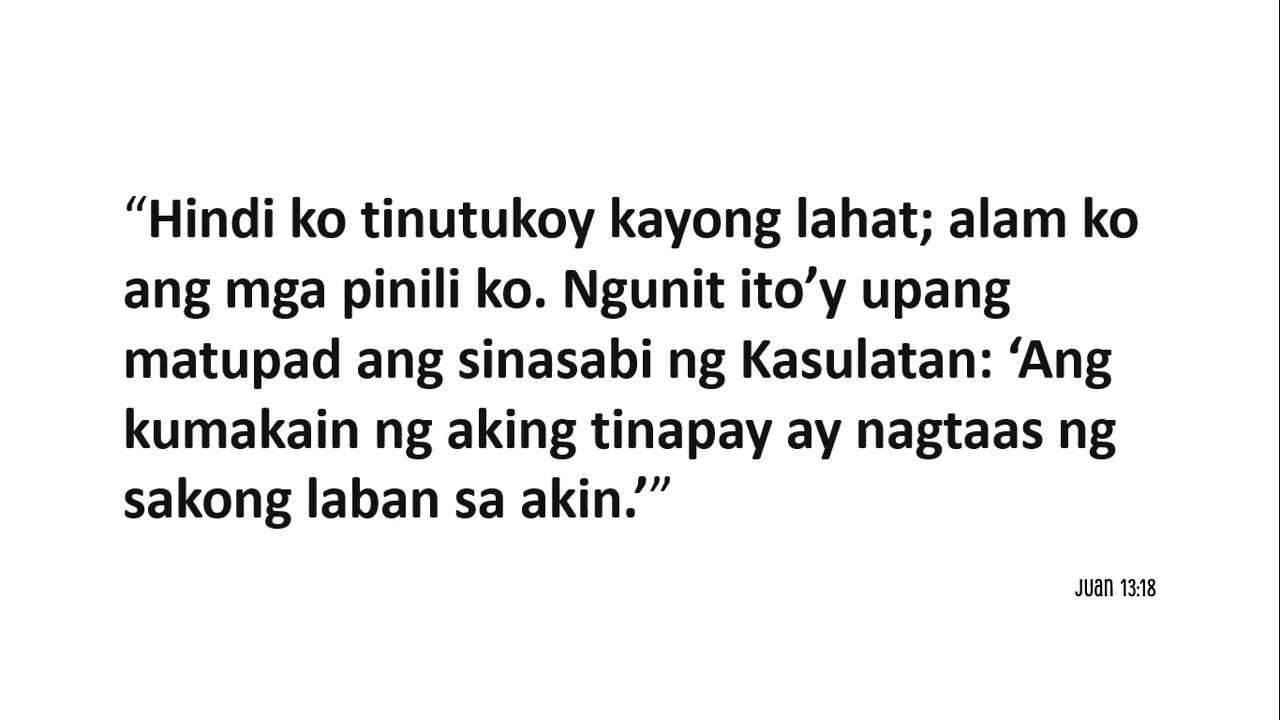 “Hindi ko tinutukoy kayong lahat; alam ko
ang mga pinili ko. Ngunit ito’y upang
matupad ang sinasabi ng Kasulatan: ‘Ang
kumakain ng aking tinapay ay nagtaas ng
sakong laban sa akin.’”
Juan 13:18